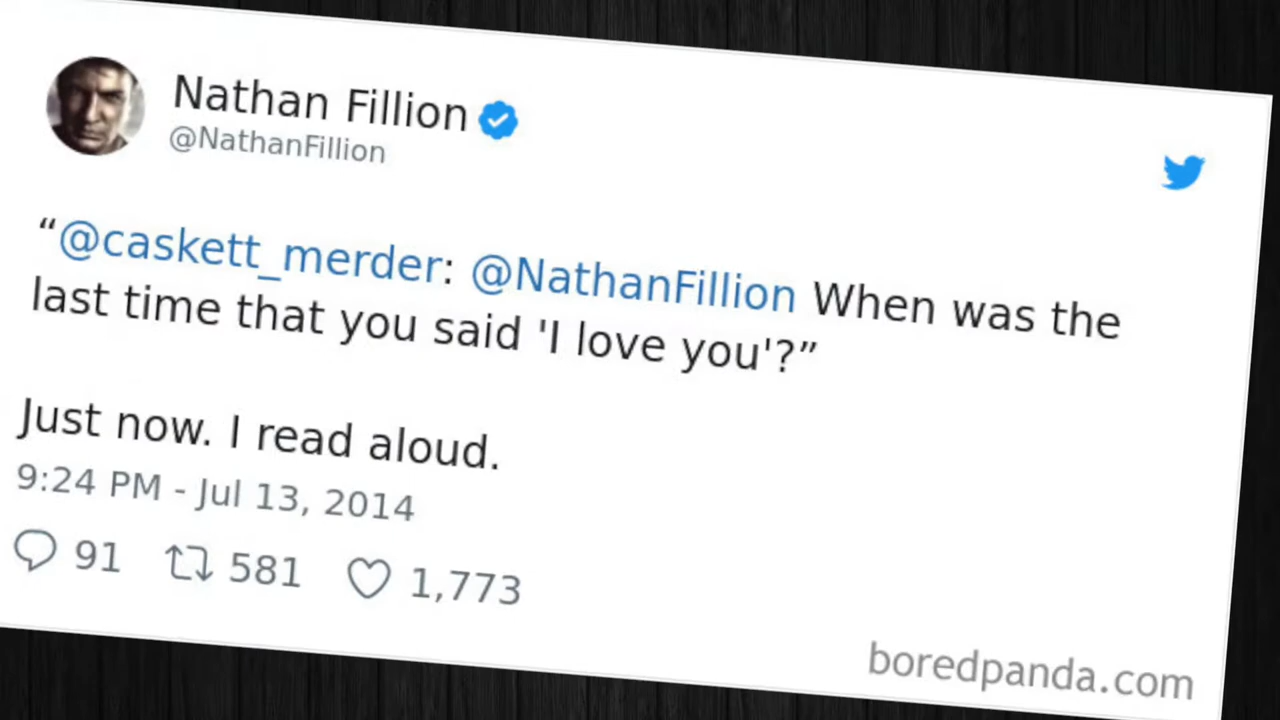 Nathan Fillion
@NathanFillion
“@caskett_merder: @NathanFillion When was the
last time that you said 'I love you'?”
Just now. I read aloud.
9:24 PM - Jul 13, 2014
91 581 1,773
boredpanda.com